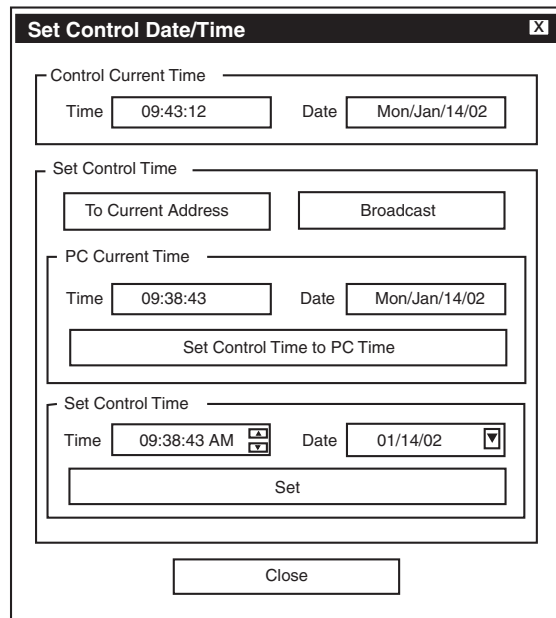 Set Control Date/Time X
Control Current Time
Time 09:43:12 Date Mon/Jan/14/02
Set Control Time
To Current Address Broadcast
PC Current Time
Time 09:38:43 Date Mon/Jan/14/02
Set Control Time to PC Time
Set Control Time
Time 09:38:43 AM Date 01/14/02
Set
Close